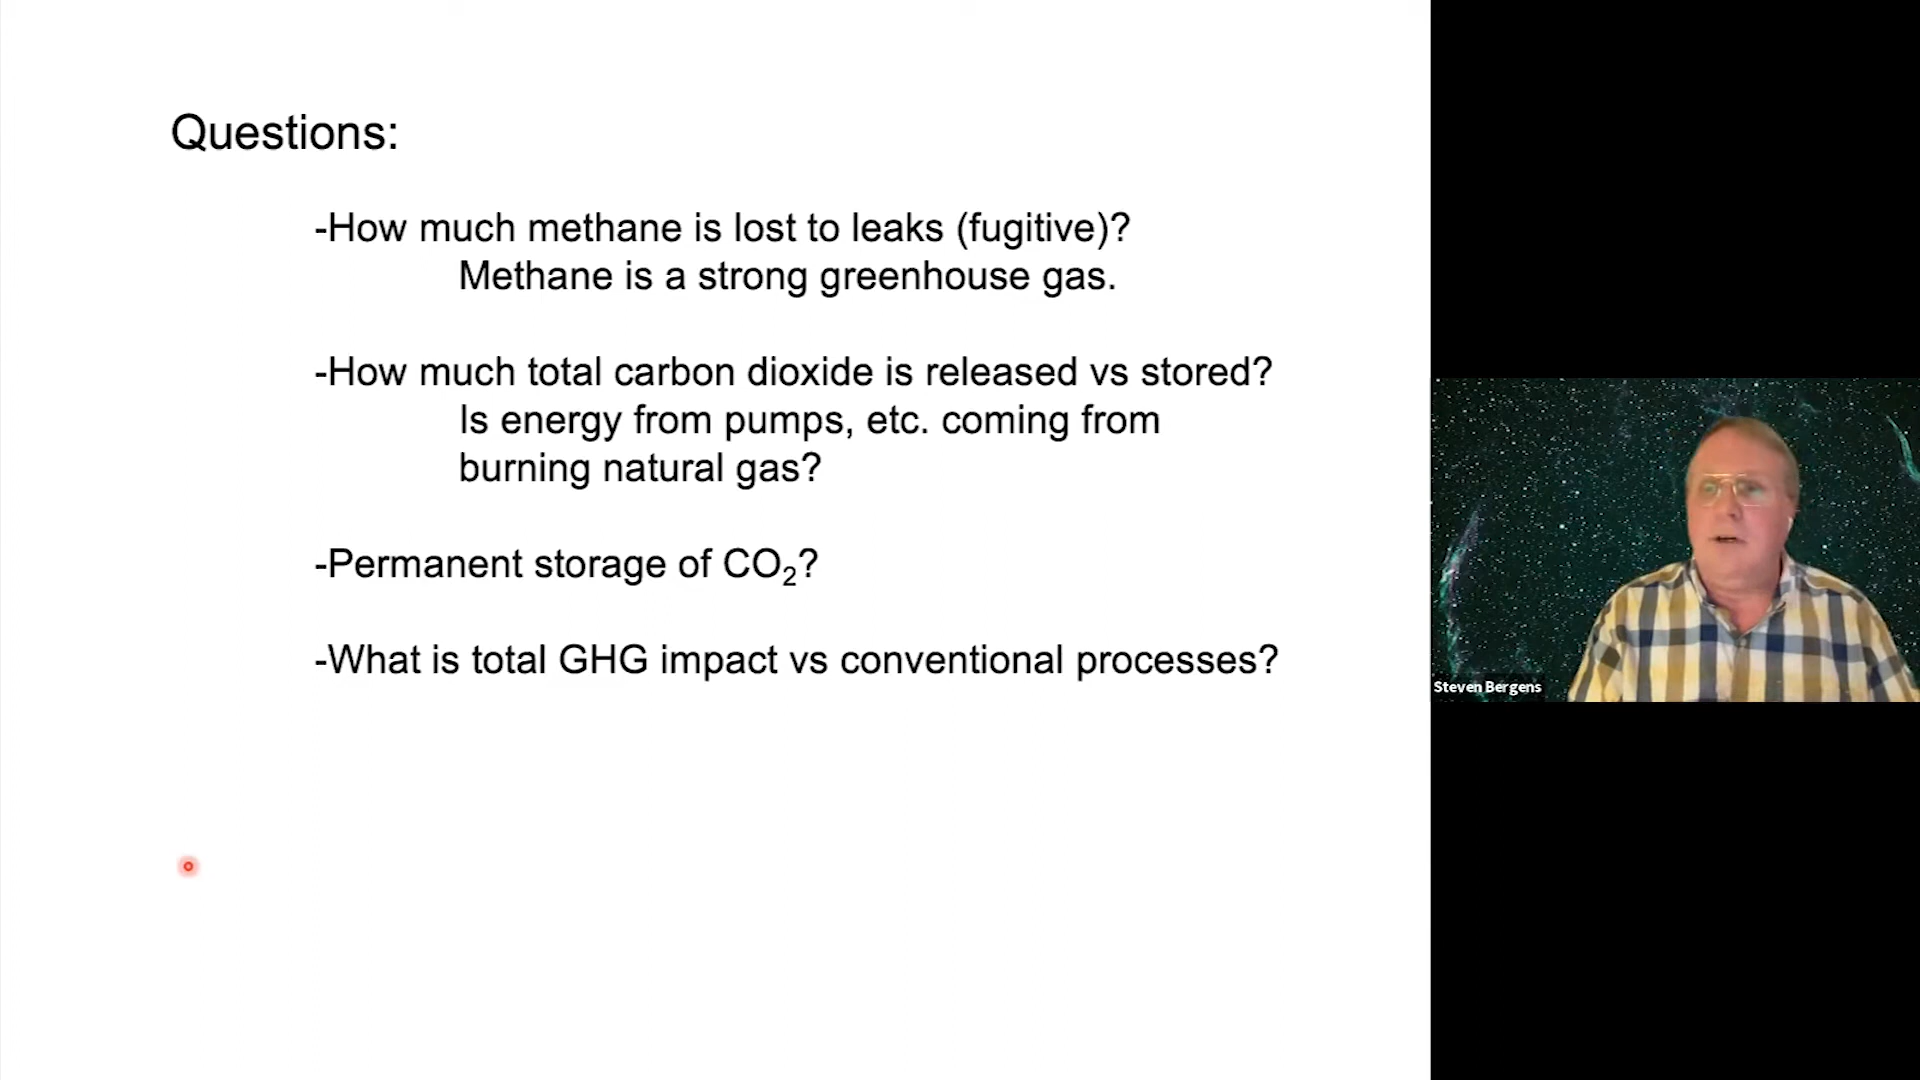 Questions:
-How much methane is lost to leaks (fugitive)?
Methane is a strong greenhouse gas.
-How much total carbon dioxide is released vs stored?
Is energy from pumps, etc. coming from
burning natural gas?
-Permanent storage of CO₂?
-What is total GHG impact vs conventional processes?
Steven Bergens